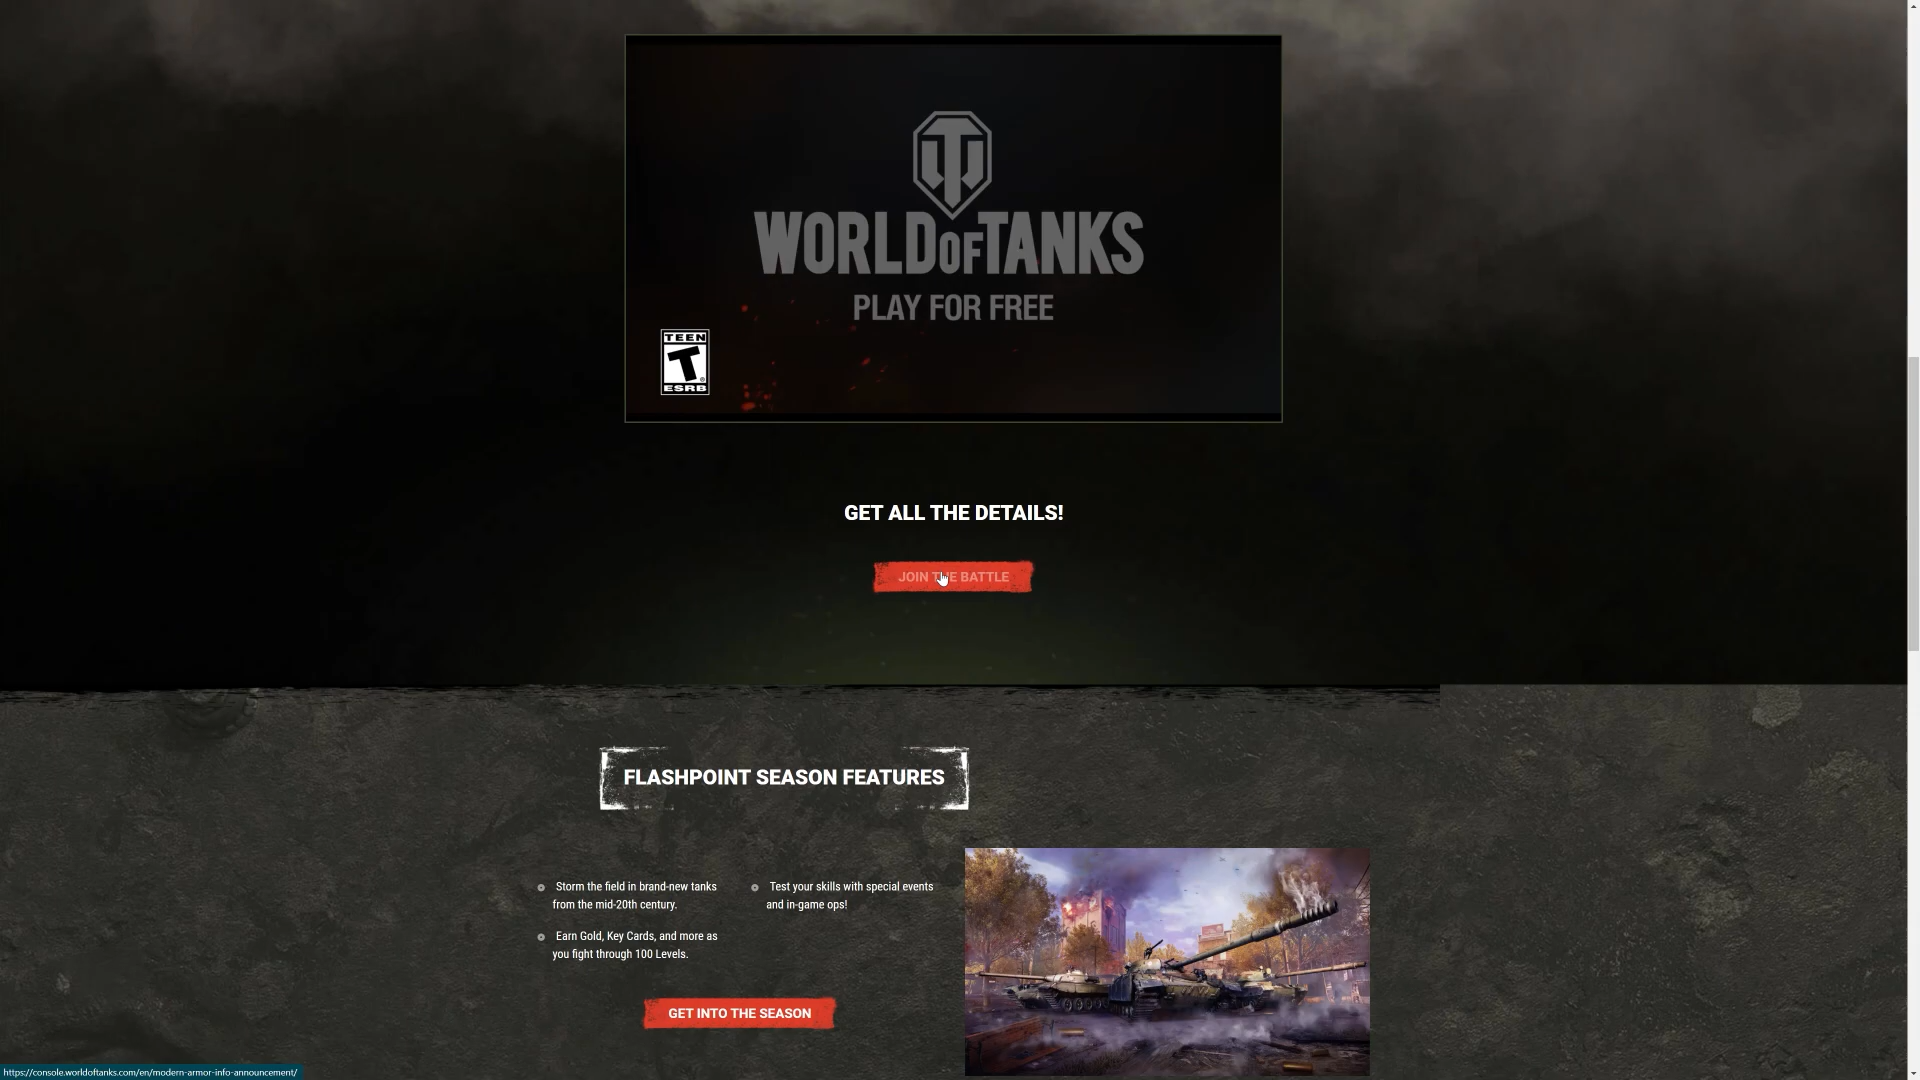 WORLD OF TANKS
PLAY FOR FREE
TEEN
T
ESRB
GET ALL THE DETAILS!
JOIN THE BATTLE
FLASHPOINT SEASON FEATURES
Storm the field in brand-new tanks
from the mid-20th century.
Earn Gold, Key Cards, and more as
you fight through 100 Levels.
Test your skills with special events
and in-game ops!
GET INTO THE SEASON
https://console.worldoftanks.com/en/modern-armor-info-announcement/